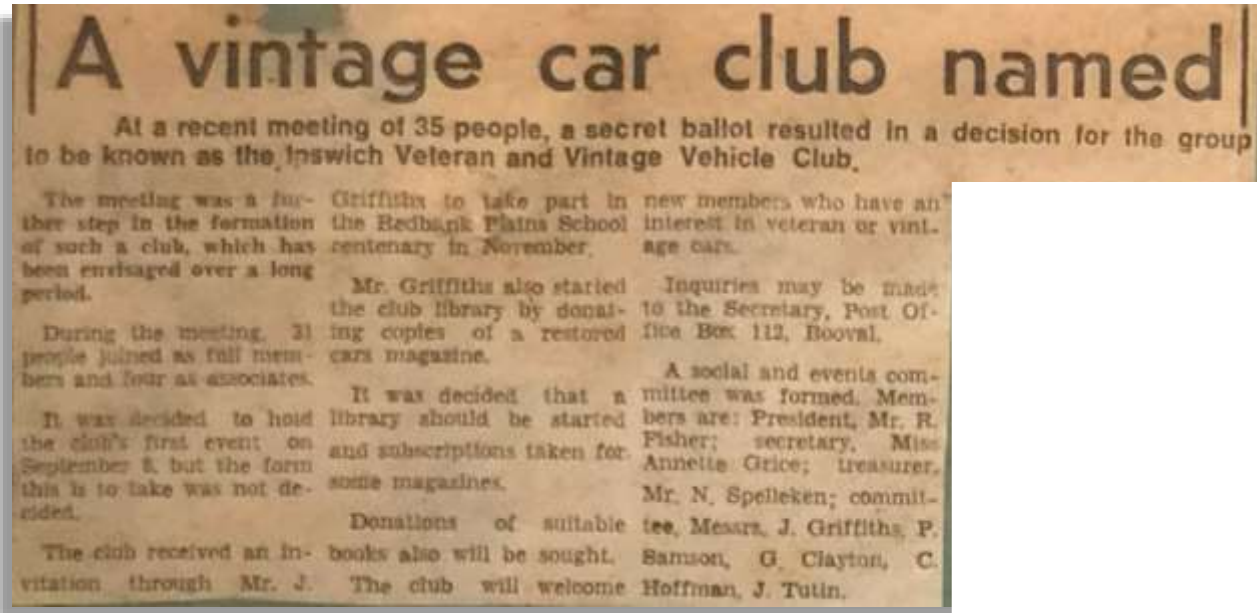 A vintage car club named
At a recent meeting of 35 people, a secret ballot resulted in a decision for the group
to be known as the Ipswich Veteran and Vintage Vehicle Club.
The meeting was a fur-
ther step in the formation
of such a club, which has
been envisaged over a long
period.
During the meeting, 31
people joined as full mem-
bers and four as associates.
It was decided to hold
the club's first event on
September 8, but the form
this is to take was not de-
cided.
The club received an in-
vitation through Mr. J.
Griffiths to take part in
the Redbank Plains School
centenary in November.
Mr. Griffiths also started
the club library by donat-
ing copies of a restored
cars magazine.
It was decided that a
library should be started
and subscriptions taken for
some magazines.
Donations of suitable
books also will be sought.
The club will welcome
new members who have an
interest in veteran or vint-
age cars.
Inquiries may be made
to the Secretary, Post Of-
fice Box 112, Booval.
A social and events com-
mittee was formed. Mem-
bers are: President, Mr. R.
Fisher; secretary, Miss
Annette Grice; treasurer,
Mr. N. Spelleken; commit-
tee, Messrs. J. Griffiths, P.
Samson, G. Clayton, C.
Hoffman, J. Tutin.